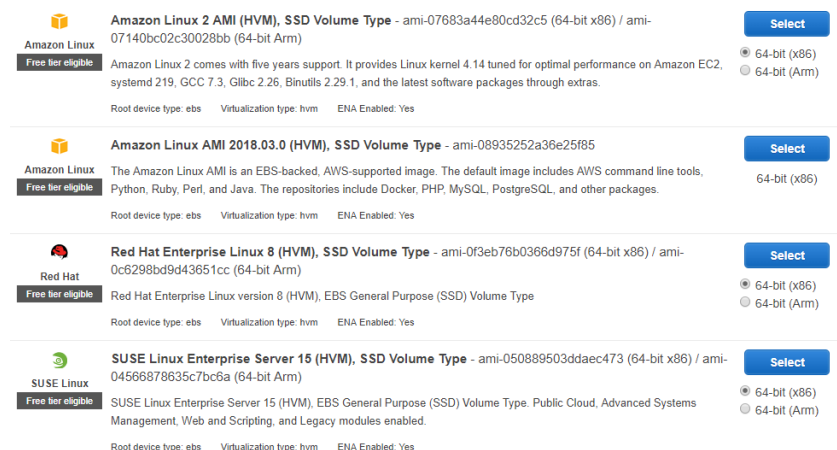 Amazon Linux 2 AMI (HVM), SSD Volume Type - ami-07683a44e80cd32c5 (64-bit x86) / ami-
07140bc02c30028bb (64-bit Arm)
Select
Amazon Linux
Free tier eligible
Amazon Linux 2 comes with five years support. It provides Linux kernel 4.14 tuned for optimal performance on Amazon EC2,
systemd 219, GCC 7.3, Glibc 2.26, Binutils 2.29.1, and the latest software packages through extras.
64-bit (x86)
64-bit (Arm)
Root device type: ebs Virtualization type: hvm ENA Enabled: Yes
Amazon Linux AMI 2018.03.0 (HVM), SSD Volume Type - ami-08935252a36e25f85
Select
Amazon Linux
Free tier eligible
The Amazon Linux AMI is an EBS-backed, AWS-supported image. The default image includes AWS command line tools,
Python, Ruby, Perl, and Java. The repositories include Docker, PHP, MySQL, PostgreSQL, and other packages.
64-bit (x86)
Root device type: ebs Virtualization type: hvm ENA Enabled: Yes
Red Hat Enterprise Linux 8 (HVM), SSD Volume Type - ami-0f3eb76b0366d975f (64-bit x86) / ami-
0c6298bd9d43651cc (64-bit Arm)
Select
Red Hat
Free tier eligible
Red Hat Enterprise Linux version 8 (HVM), EBS General Purpose (SSD) Volume Type
64-bit (x86)
64-bit (Arm)
Root device type: ebs Virtualization type: hvm ENA Enabled: Yes
SUSE Linux Enterprise Server 15 (HVM), SSD Volume Type - ami-050889503ddaec473 (64-bit x86) / ami-
04566878635c7bc6a (64-bit Arm)
Select
SUSE Linux
Free tier eligible
SUSE Linux Enterprise Server 15 (HVM), EBS General Purpose (SSD) Volume Type. Public Cloud, Advanced Systems
Management, Web and Scripting, and Legacy modules enabled.
64-bit (x86)
64-bit (Arm)
Root device type: ebs Virtualization type: hvm ENA Enabled: Yes